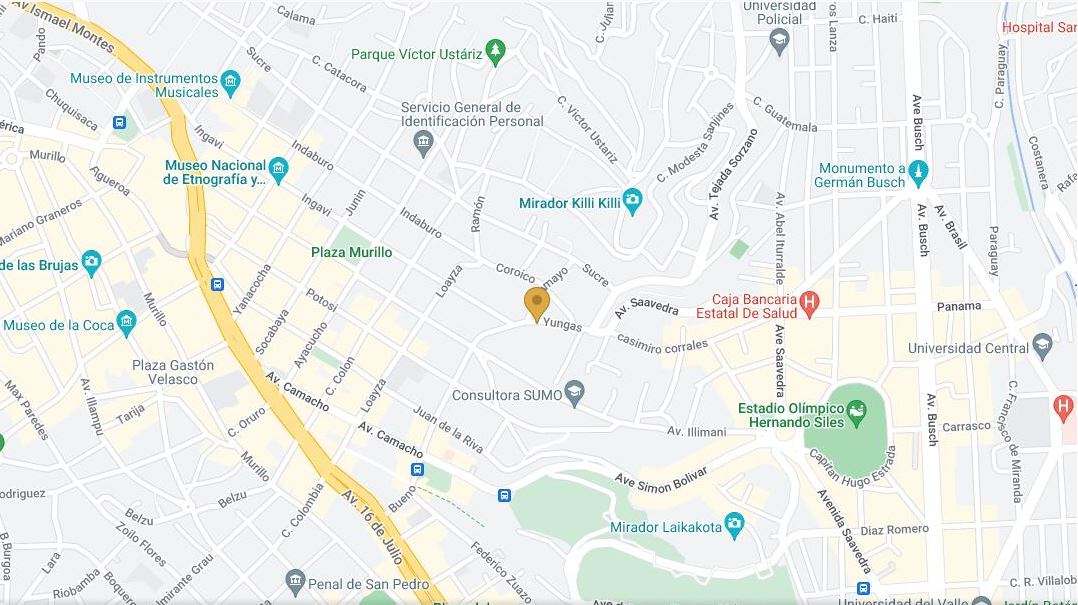 Av Ismael Montes
Calama
Pando
Sucre
C. Catacora
Parque Víctor Ustáriz
Universidad
Policial
C. Haití
Hospital San
Museo de Instrumentos
Musicales
Chuquisaca
Servicio General de
Identificación Personal
C. Victor Ustariz
C. Modesta Sanjines
C. Guatemala
Av. Tejada Sorzano
Ave Busch
C. Paraguay
Costanera
érica
Murillo
Ingavi
Indaburo
Agueroa
Museo Nacional
de Etnografía y...
Monumento a
Germán Busch
Mariano Graneros
Ingavi
Junin
Indaburo
Ramón
Mirador Killi Killi
Av. Abel Iturralde
Av. Busch
Av. Brasil
Paraguay
Plaza Murillo
de las Brujas
Yanacocha
Potosi
Loayza
Coroico
Sucre
Av. Saavedra
Caja Bancaria
Estatal De Salud
Panama
Murillo
Museo de la Coca
Socabaya
Ayacucho
Yungas
casimiro corrales
Ave Saavedra
Universidad Central
Plaza Gastón
Velasco
C. Colon
Loayza
Max Paredes
Av. Illampu
Tarija
C. Oruro
Av. Camacho
Consultora SUMO
Estadio Olímpico
Hernando Siles
Av. Busch
C. Francisco de Miranda
Carrasco
Juan de la Riva
Av. Camacho
Av. Illimani
Capitan Hugo Estrada
Murillo
Belzu
Bueno
Ave Simon Bolivar
Avenida Saavedra
Rodriguez
Belzu
Zoilo Flores
C. Colombia
Av. 16 de Julio
Mirador Laikakota
Diaz Romero
B. Burgoa
Lara
Riobamba
Boquero
Almirante Grau
Federico Zuazo
Penal de San Pedro
C. R. Villalob
Universidad del Valle